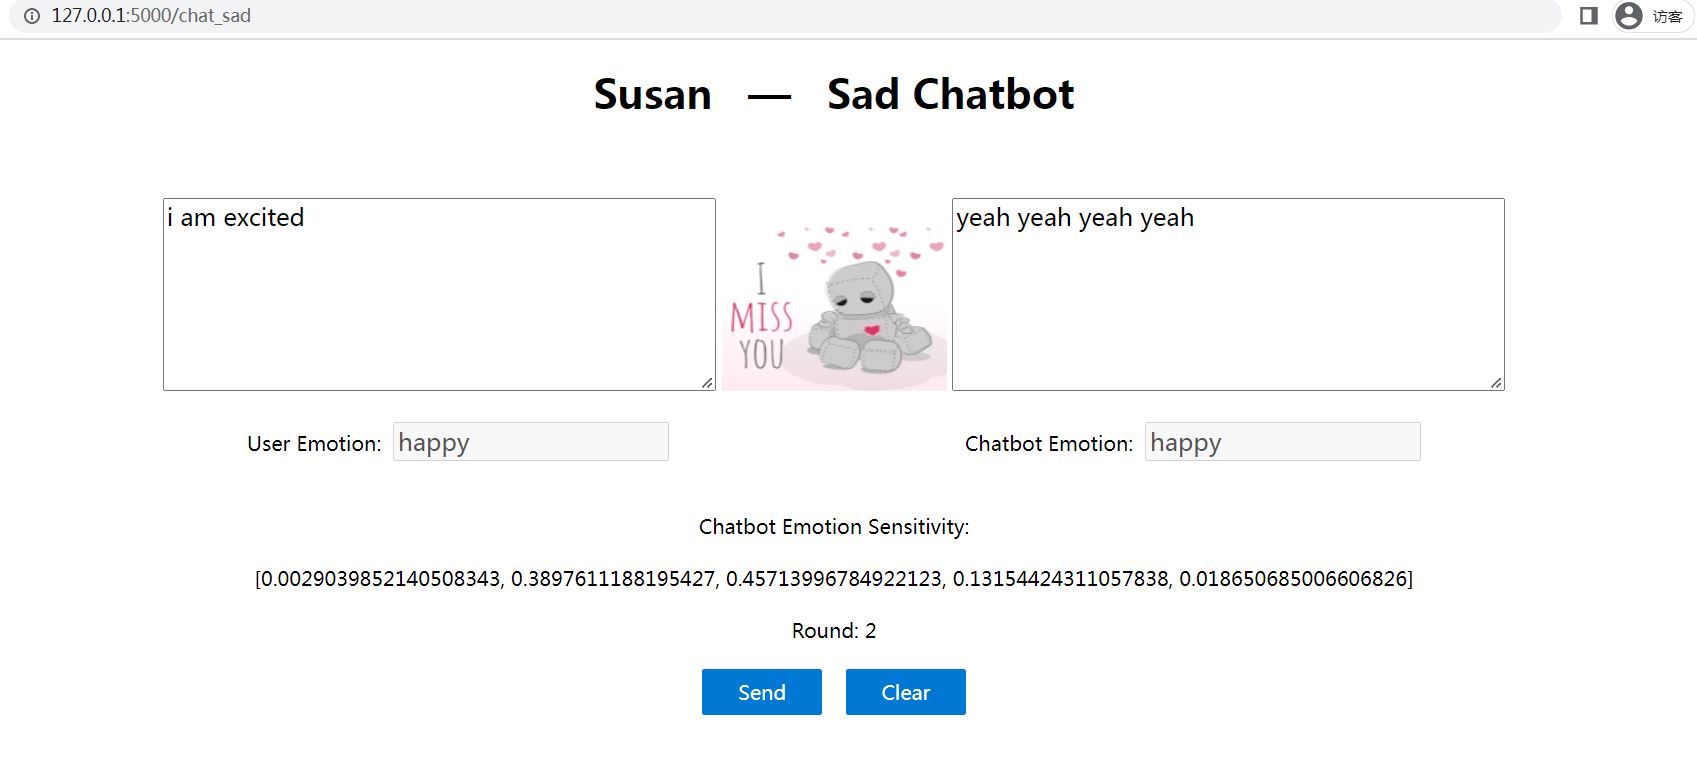 127.0.0.1:5000/chat_sad
访客
Susan — Sad Chatbot
i am excited
I
MISS
YOU
yeah yeah yeah yeah
User Emotion: happy
Chatbot Emotion: happy
Chatbot Emotion Sensitivity:
[0.0029039852140508343, 0.3897611188195427, 0.45713996784922123, 0.13154424311057838, 0.018650685006606826]
Round: 2
Send
Clear